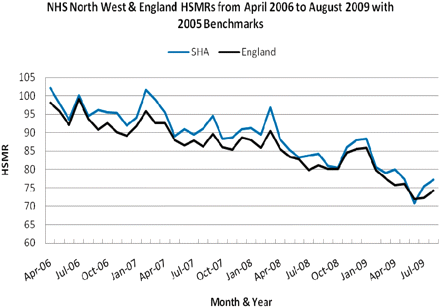 NHS North West & England HSMRs from April 2006 to August 2009 with
2005 Benchmarks
SHA England
105
100
95
90
85
80
75
70
65
60
HSMR
Apr-06 Jul-06 Oct-06 Jan-07 Apr-07 Jul-07 Oct-07 Jan-08 Apr-08 Jul-08 Oct-08 Jan-09 Apr-09 Jul-09
Month & Year